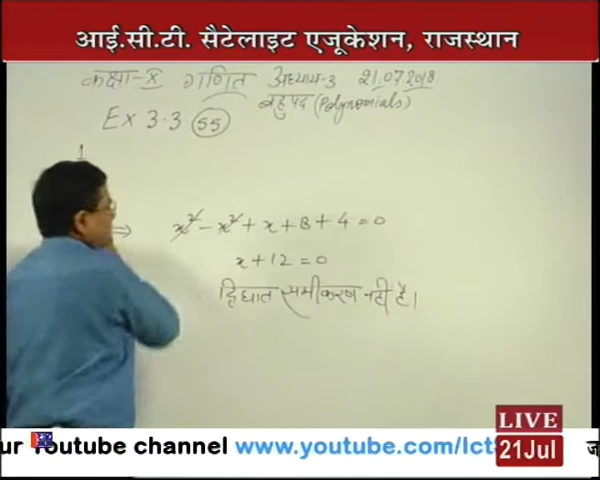 आई.सी.टी. सैटेलाइट एजूकेशन, राजस्थान
कक्षा-X गणित अध्याय-3 21.07.2018
बहुपद (Polynomials)
Ex 3.3 (55)
⇒ x² - x² + x + 8 + 4 = 0
x + 12 = 0
द्विघात समीकरण नहीं है।
LIVE
ur Youtube channel www.youtube.com/Ict
21Jul